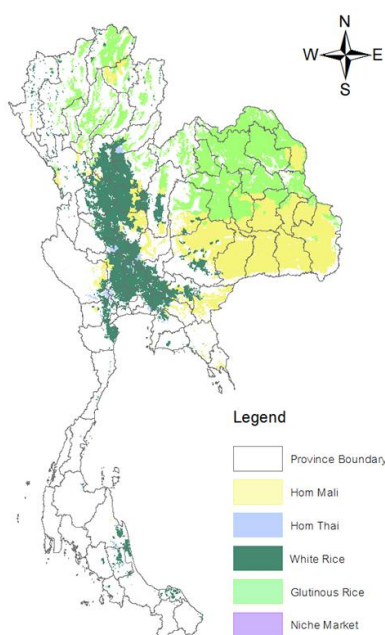 N
W E
S
Legend
Province Boundary
Hom Mali
Hom Thai
White Rice
Glutinous Rice
Niche Market